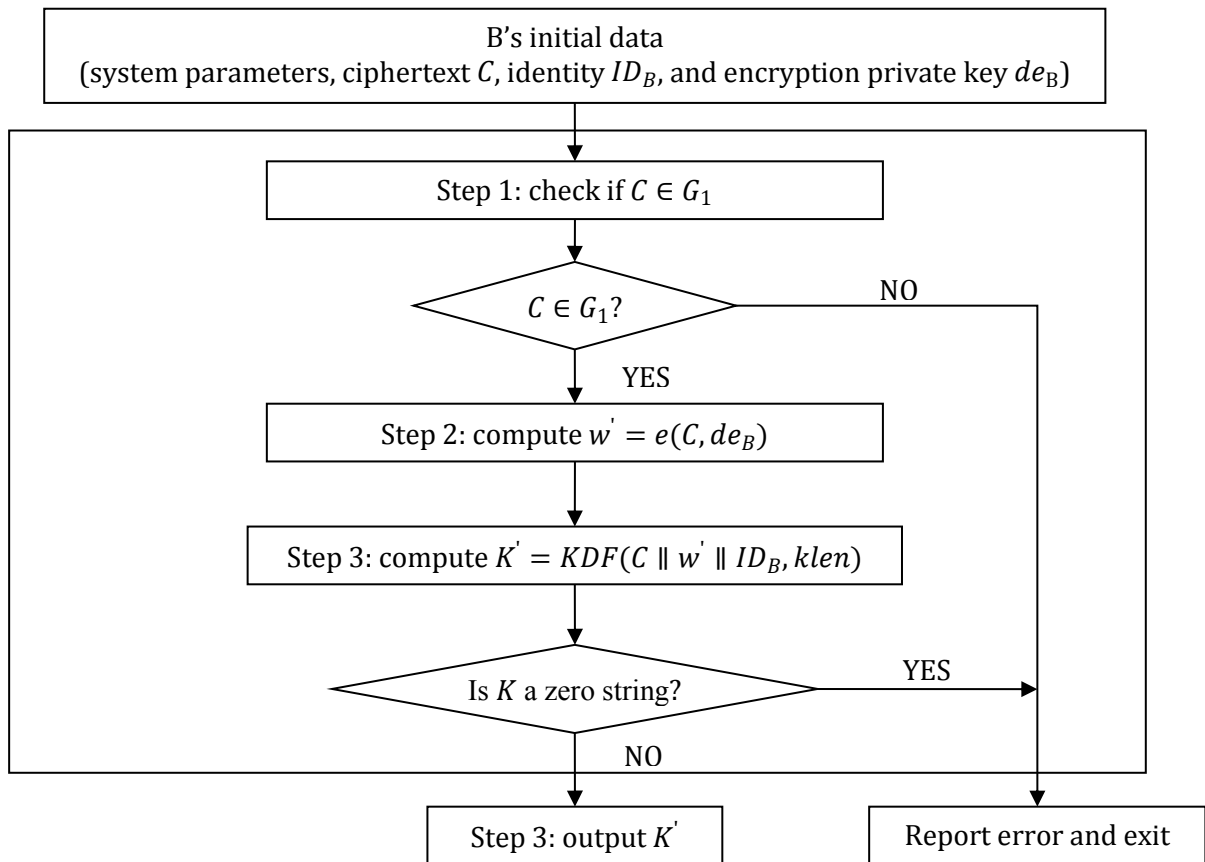 B’s initial data
(system parameters, ciphertext C, identity ID_B, and encryption private key de_B)
Step 1: check if C ∈ G_1
C ∈ G_1?
NO
YES
Step 2: compute w' = e(C, de_B)
Step 3: compute K' = KDF(C ∥ w' ∥ ID_B, klen)
Is K a zero string?
YES
NO
Step 3: output K'
Report error and exit